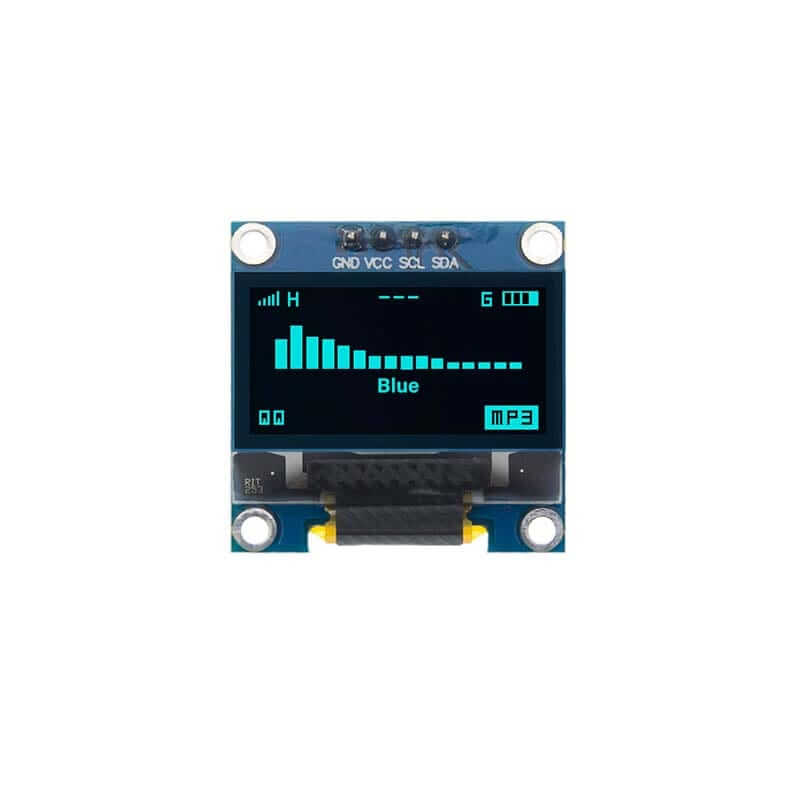 GND VCC SCL SDA
H --- G
Blue
MP3
RIT
253